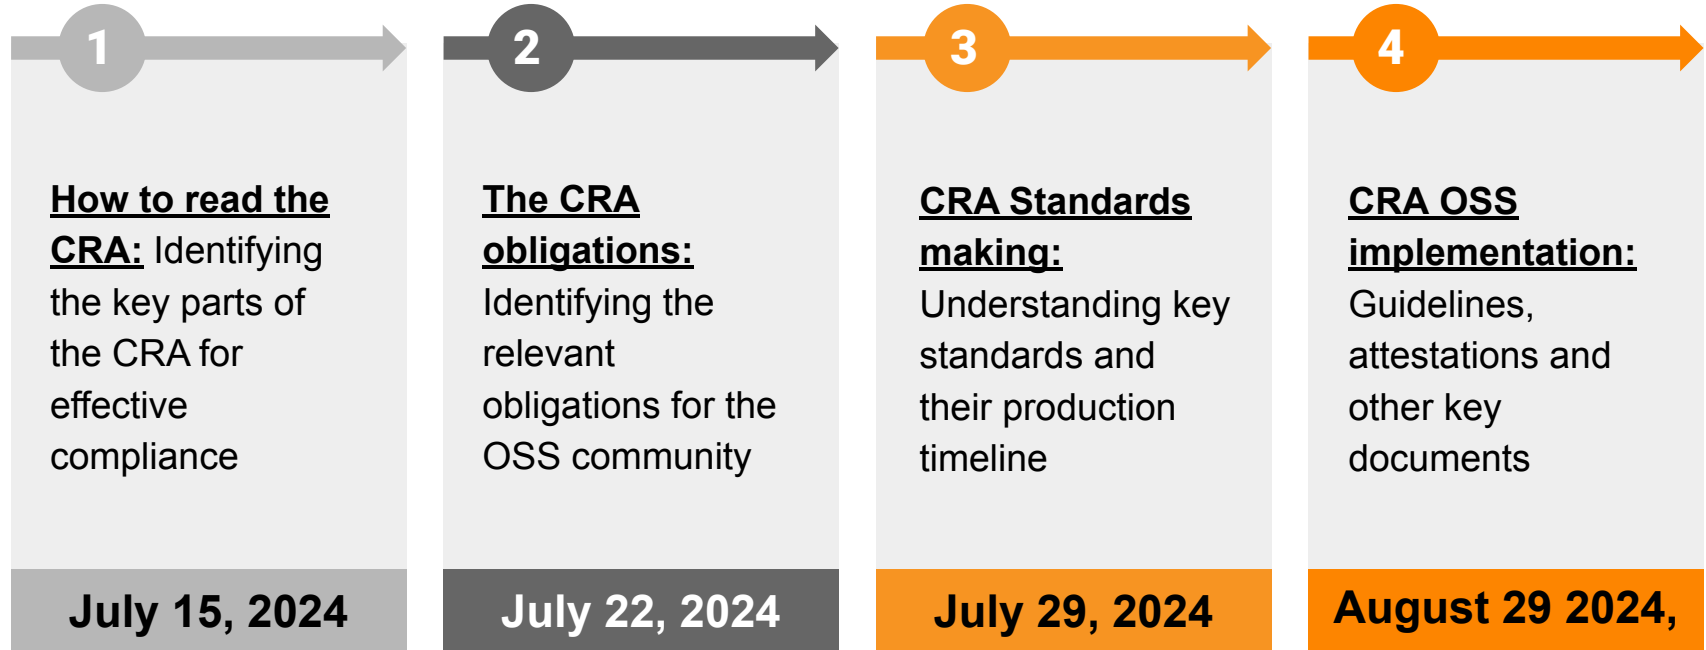 1
How to read the
CRA: Identifying
the key parts of
the CRA for
effective
compliance
July 15, 2024
2
The CRA
obligations:
Identifying the
relevant
obligations for the
OSS community
July 22, 2024
3
CRA Standards
making:
Understanding key
standards and
their production
timeline
July 29, 2024
4
CRA OSS
implementation:
Guidelines,
attestations and
other key
documents
August 29 2024,